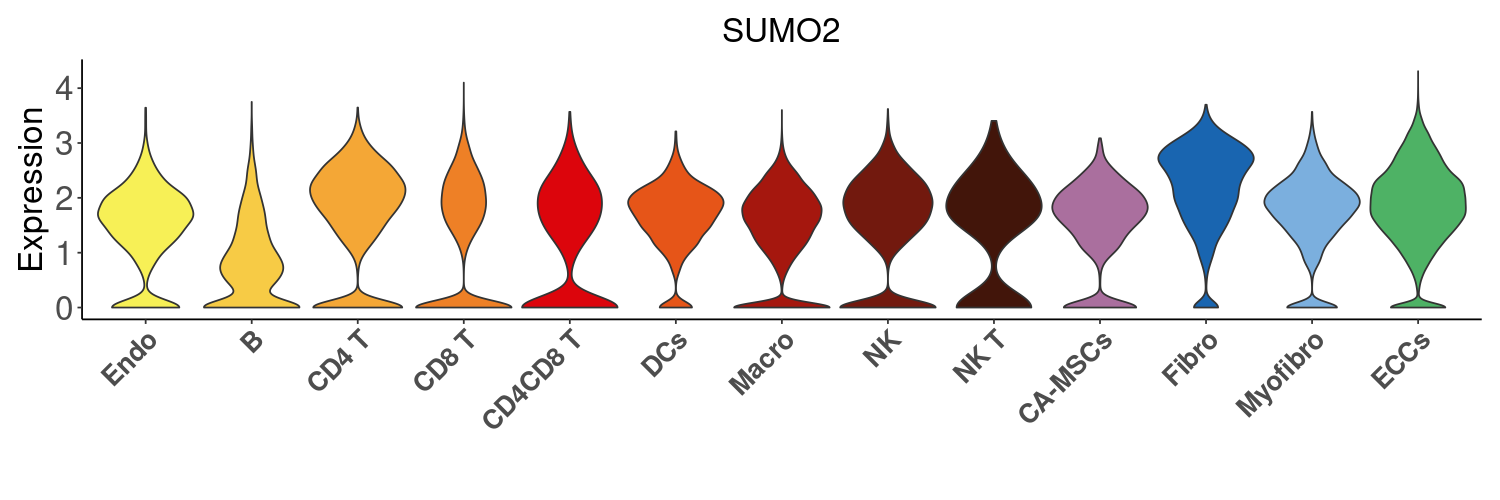 SUMO2
Expression
4
3
2
1
0
Endo
B
CD4 T
CD8 T
CD4CD8 T
DCs
Macro
NK
NK T
CA-MSCs
Fibro
Myofibro
ECCs